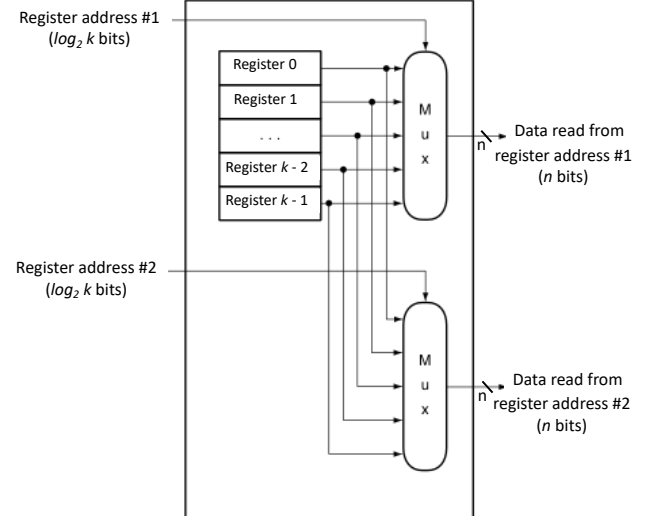 Register address #1
(log₂ k bits)
Register 0
Register 1
. . .
Register k - 2
Register k - 1
M
u
x
n
Data read from
register address #1
(n bits)
Register address #2
(log₂ k bits)
M
u
x
n
Data read from
register address #2
(n bits)